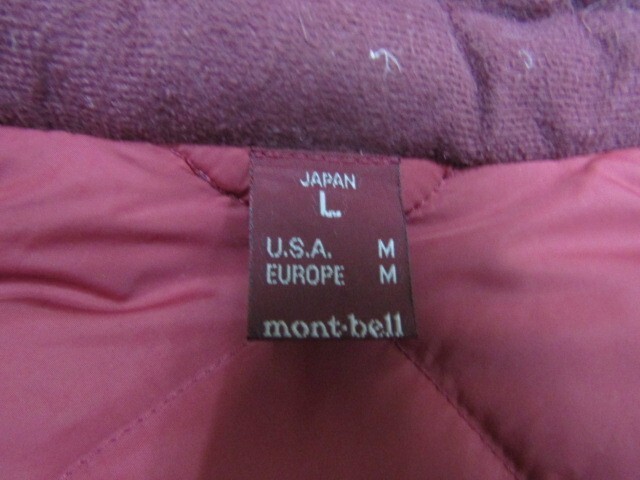 JAPAN
L
U.S.A. M
EUROPE M
mont·bell